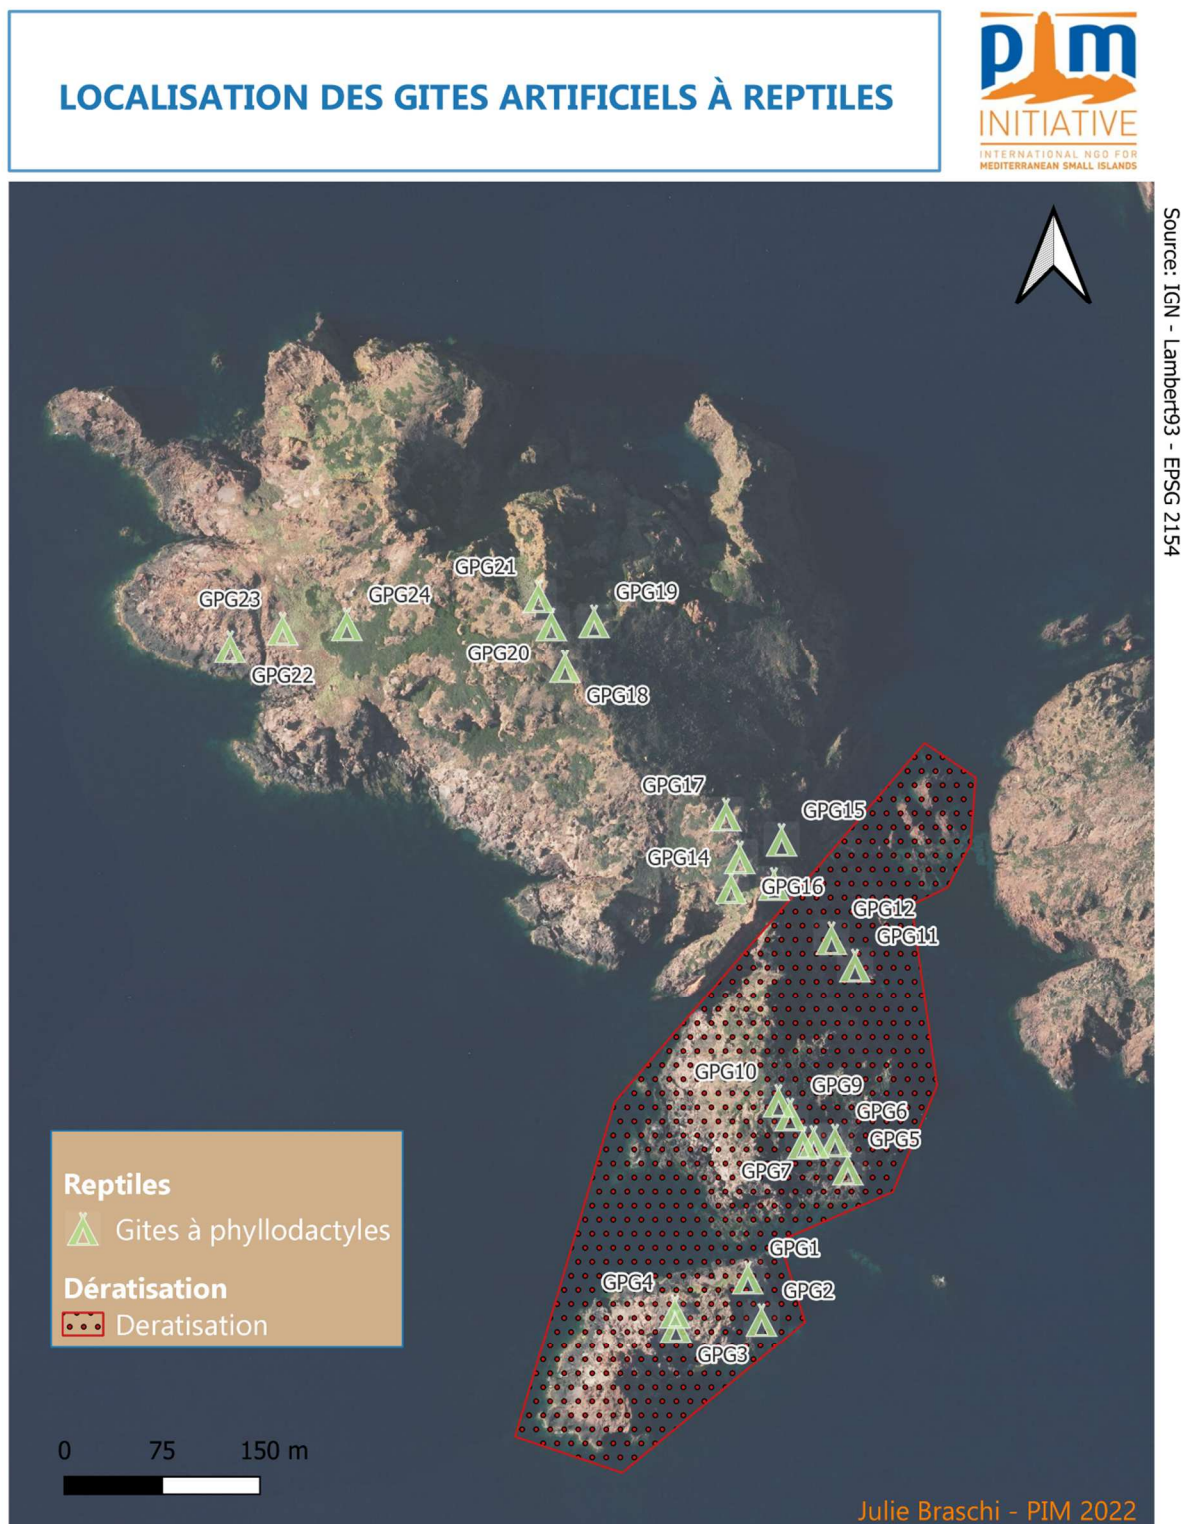 LOCALISATION DES GITES ARTIFICIELS À REPTILES
pim
INITIATIVE
INTERNATIONAL NGO FOR
MEDITERRANEAN SMALL ISLANDS
Source: IGN - Lambert93 - EPSG 2154
GPG21
GPG19
GPG24
GPG23
GPG20
GPG22
GPG18
GPG17
GPG15
GPG14
GPG16
GPG12
GPG11
GPG10
GPG9
GPG6
GPG5
GPG7
GPG1
GPG4
GPG2
GPG3
Reptiles
Gites à phyllodactyles
Dératisation
Deratisation
0 75 150 m
Julie Braschi - PIM 2022